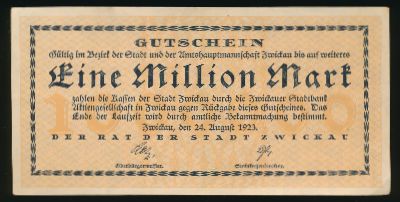 GUTSCHEIN
Gültig im Bezirk der Stadt und der Amtshauptmannschaft Zwickau bis auf weiteres
Eine Million Mark
zahlen die Kassen der Stadt Zwickau durch die Zwickauer Stadtbank
Aktiengesellschaft in Zwickau gegen Rückgabe dieses Gutscheines. Das
Ende der Laufzeit wird durch amtliche Bekanntmachung bestimmt.
Zwickau, den 24. August 1923.
DER RAT DER STADT ZWICKAU
Oberbürgermeister.